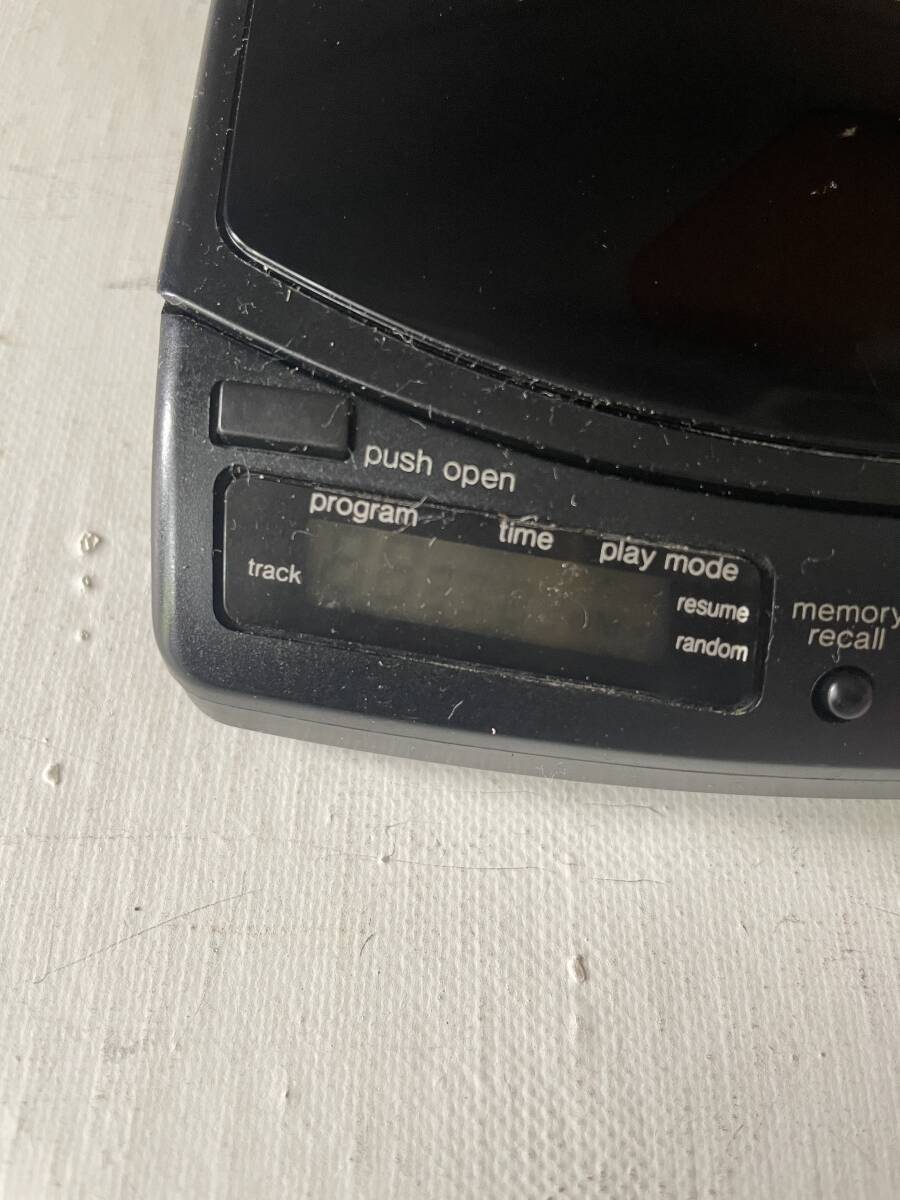 push open
program time play mode
track
resume
random
memory
recall